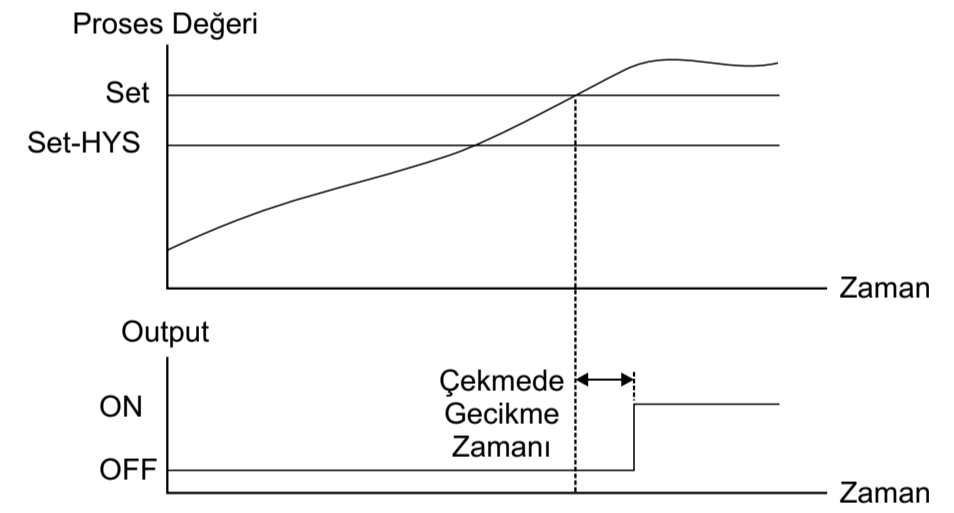 Proses Değeri
Set
Set-HYS
Zaman
Output
Çekmede
Gecikme
Zamanı
ON
OFF
Zaman